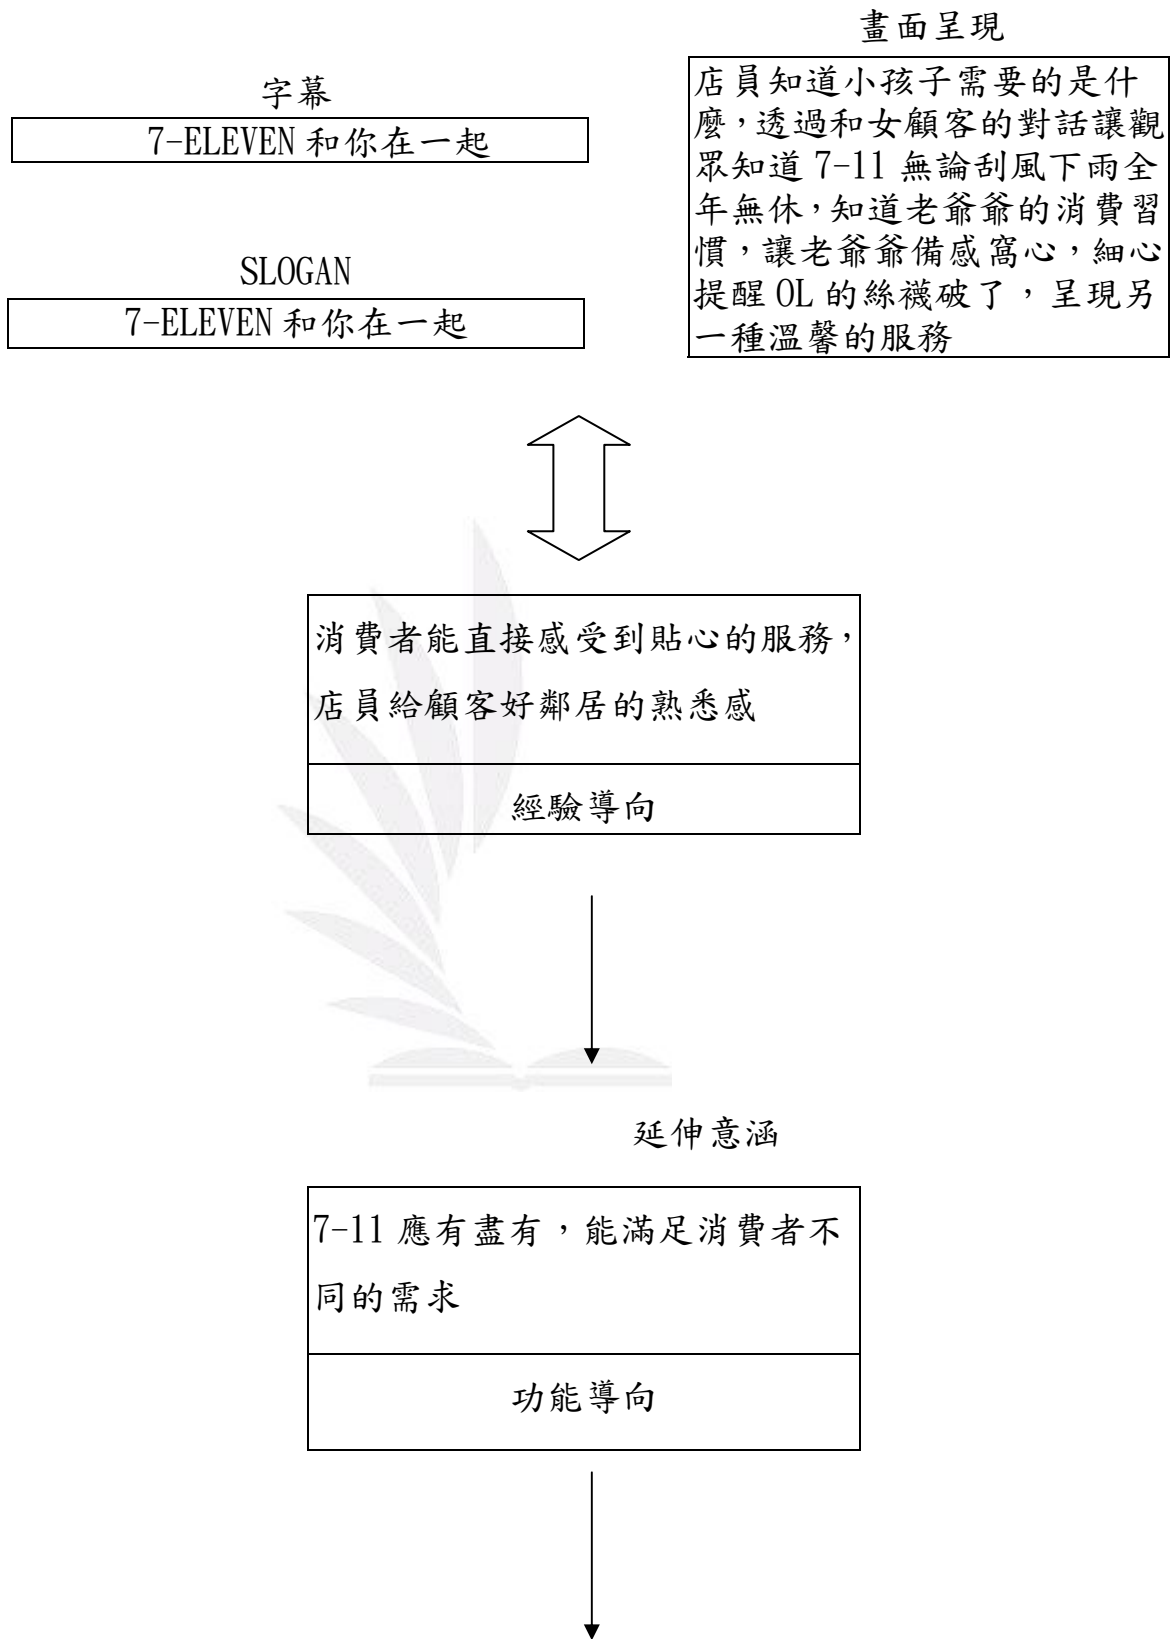 字幕
7-ELEVEN 和你在一起
SLOGAN
7-ELEVEN 和你在一起
畫面呈現
店員知道小孩子需要的是什
麼，透過和女顧客的對話讓觀
眾知道 7-11 無論刮風下雨全
年無休，知道老爺爺的消費習
慣，讓老爺爺備感窩心，細心
提醒 OL 的絲襪破了，呈現另
一種溫馨的服務
消費者能直接感受到貼心的服務，
店員給顧客好鄰居的熟悉感
經驗導向
延伸意涵
7-11 應有盡有，能滿足消費者不
同的需求
功能導向